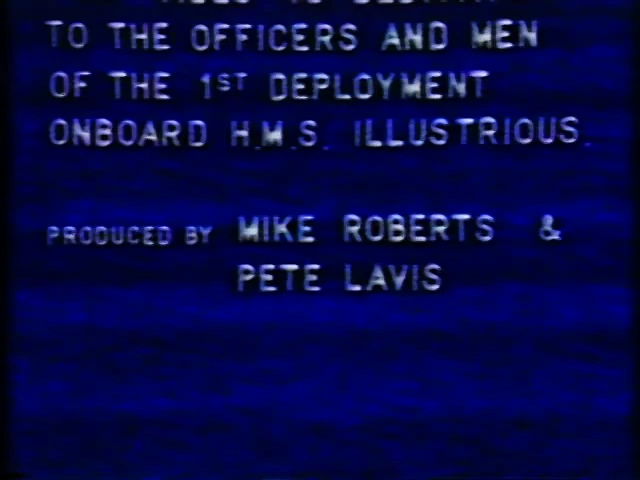 TO THE OFFICERS AND MEN
OF THE 1ST DEPLOYMENT
ONBOARD H.M.S. ILLUSTRIOUS.
PRODUCED BY MIKE ROBERTS &
PETE LAVIS